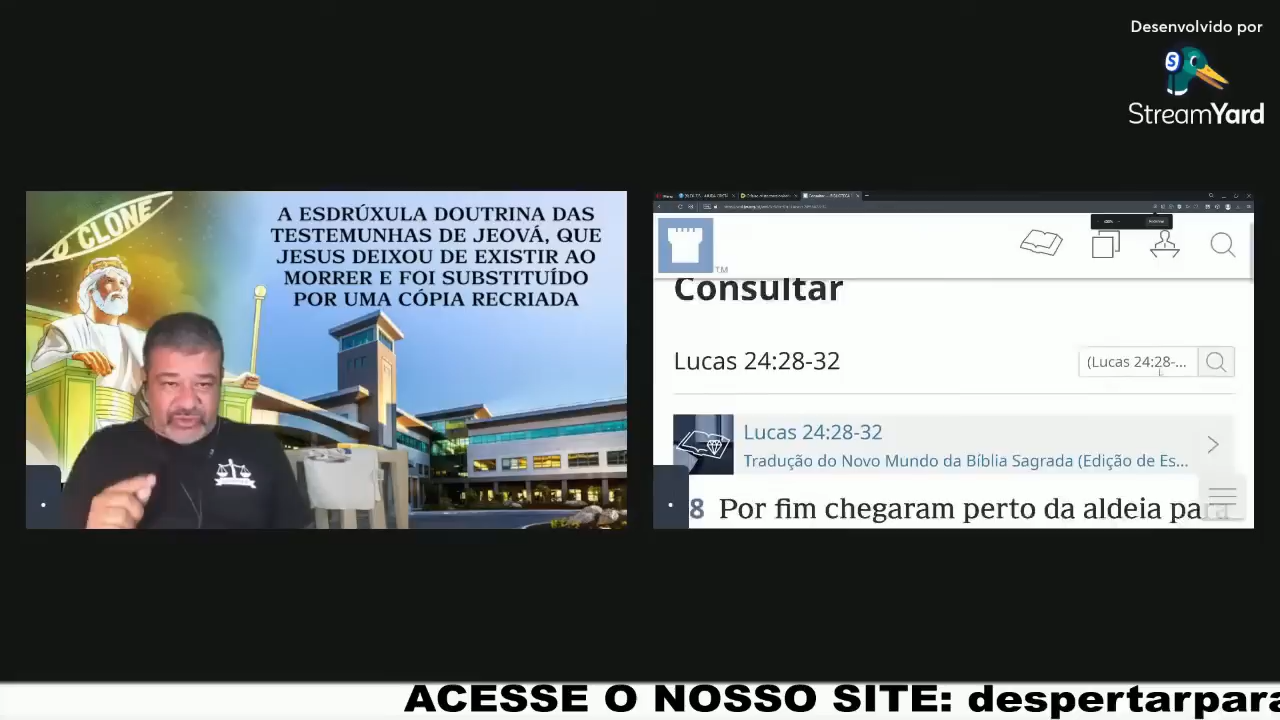 Desenvolvido por
StreamYard
O CLONE
A ESDRÚXULA DOUTRINA DAS
TESTEMUNHAS DE JEOVÁ, QUE
JESUS DEIXOU DE EXISTIR AO
MORRER E FOI SUBSTITUÍDO
POR UMA CÓPIA RECRIADA
TM
Consultar
Lucas 24:28-32
(Lucas 24:28-...
Lucas 24:28-32
Tradução do Novo Mundo da Bíblia Sagrada (Edição de Es...
8 Por fim chegaram perto da aldeia para
ACESSE O NOSSO SITE: despertarpara